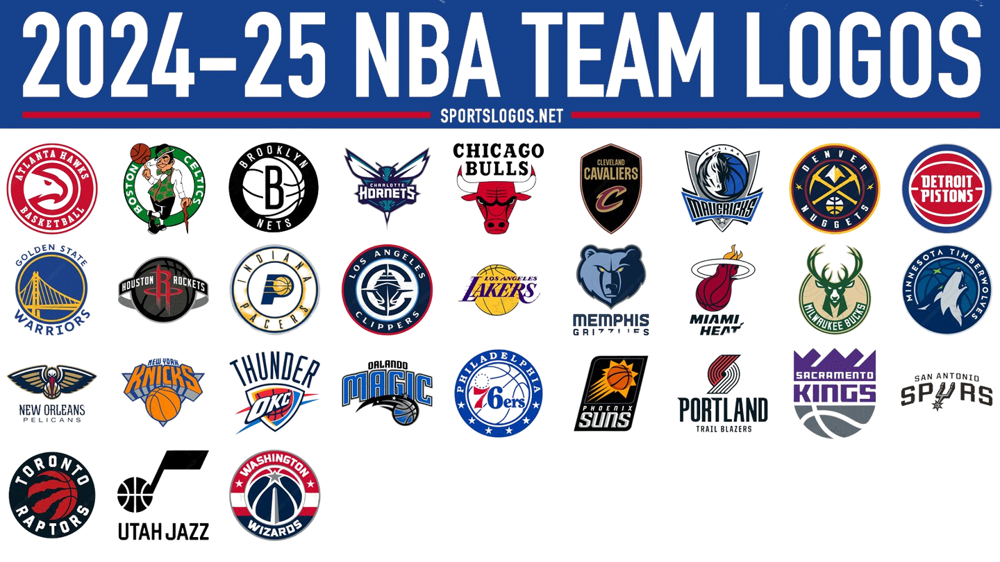 2024-25 NBA TEAM LOGOS
SPORTSLOGOS.NET
ATLANTA HAWKS
BASKETBALL
BOSTON
CELTICS
BROOKLYN
B
NETS
CHARLOTTE
HORNETS
CHICAGO
BULLS
CLEVELAND
CAVALIERS
C
DALLAS
MAVERICKS
DENVER
NUGGETS
DETROIT
PISTONS
GOLDEN STATE
WARRIORS
HOUSTON R ROCKETS
INDIANA
P
PACERS
LOS ANGELES
C
CLIPPERS
LOS ANGELES
LAKERS
MEMPHIS
GRIZZLIES
MIAMI
HEAT
MILWAUKEE BUCKS
MINNESOTA TIMBERWOLVES
NEW ORLEANS
PELICANS
NEW YORK
KNICKS
THUNDER
OKC
ORLANDO
MAGIC
PHILADELPHIA
76ers
PHOENIX
SUNS
PORTLAND
TRAIL BLAZERS
SACRAMENTO
KINGS
SAN ANTONIO
SPURS
TORONTO
RAPTORS
UTAH JAZZ
WASHINGTON
WIZARDS